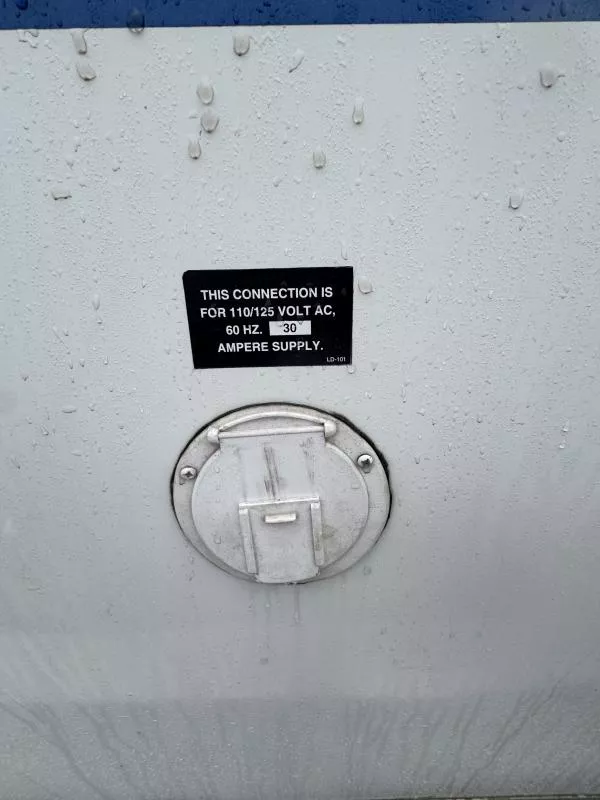 THIS CONNECTION IS
FOR 110/125 VOLT AC,
60 HZ. 30
AMPERE SUPPLY.
LD-101